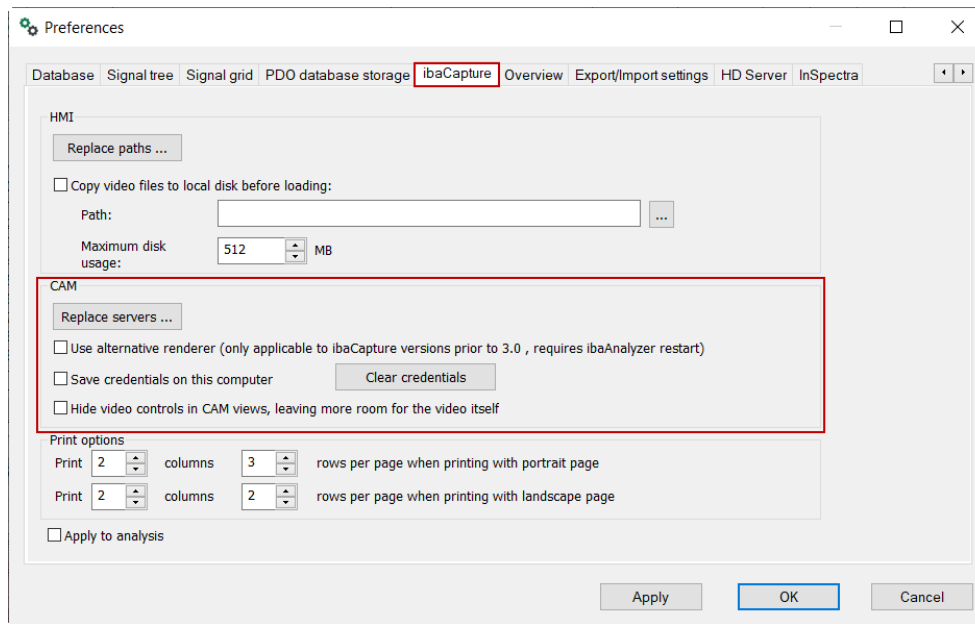 Preferences
Database Signal tree Signal grid PDO database storage ibaCapture Overview Export/Import settings HD Server InSpectra
HMI
Replace paths ...
Copy video files to local disk before loading:
Path:
...
Maximum disk
usage:
512 MB
CAM
Replace servers ...
Use alternative renderer (only applicable to ibaCapture versions prior to 3.0 , requires ibaAnalyzer restart)
Save credentials on this computer Clear credentials
Hide video controls in CAM views, leaving more room for the video itself
Print options
Print 2 columns 3 rows per page when printing with portrait page
Print 2 columns 2 rows per page when printing with landscape page
Apply to analysis
Apply OK Cancel